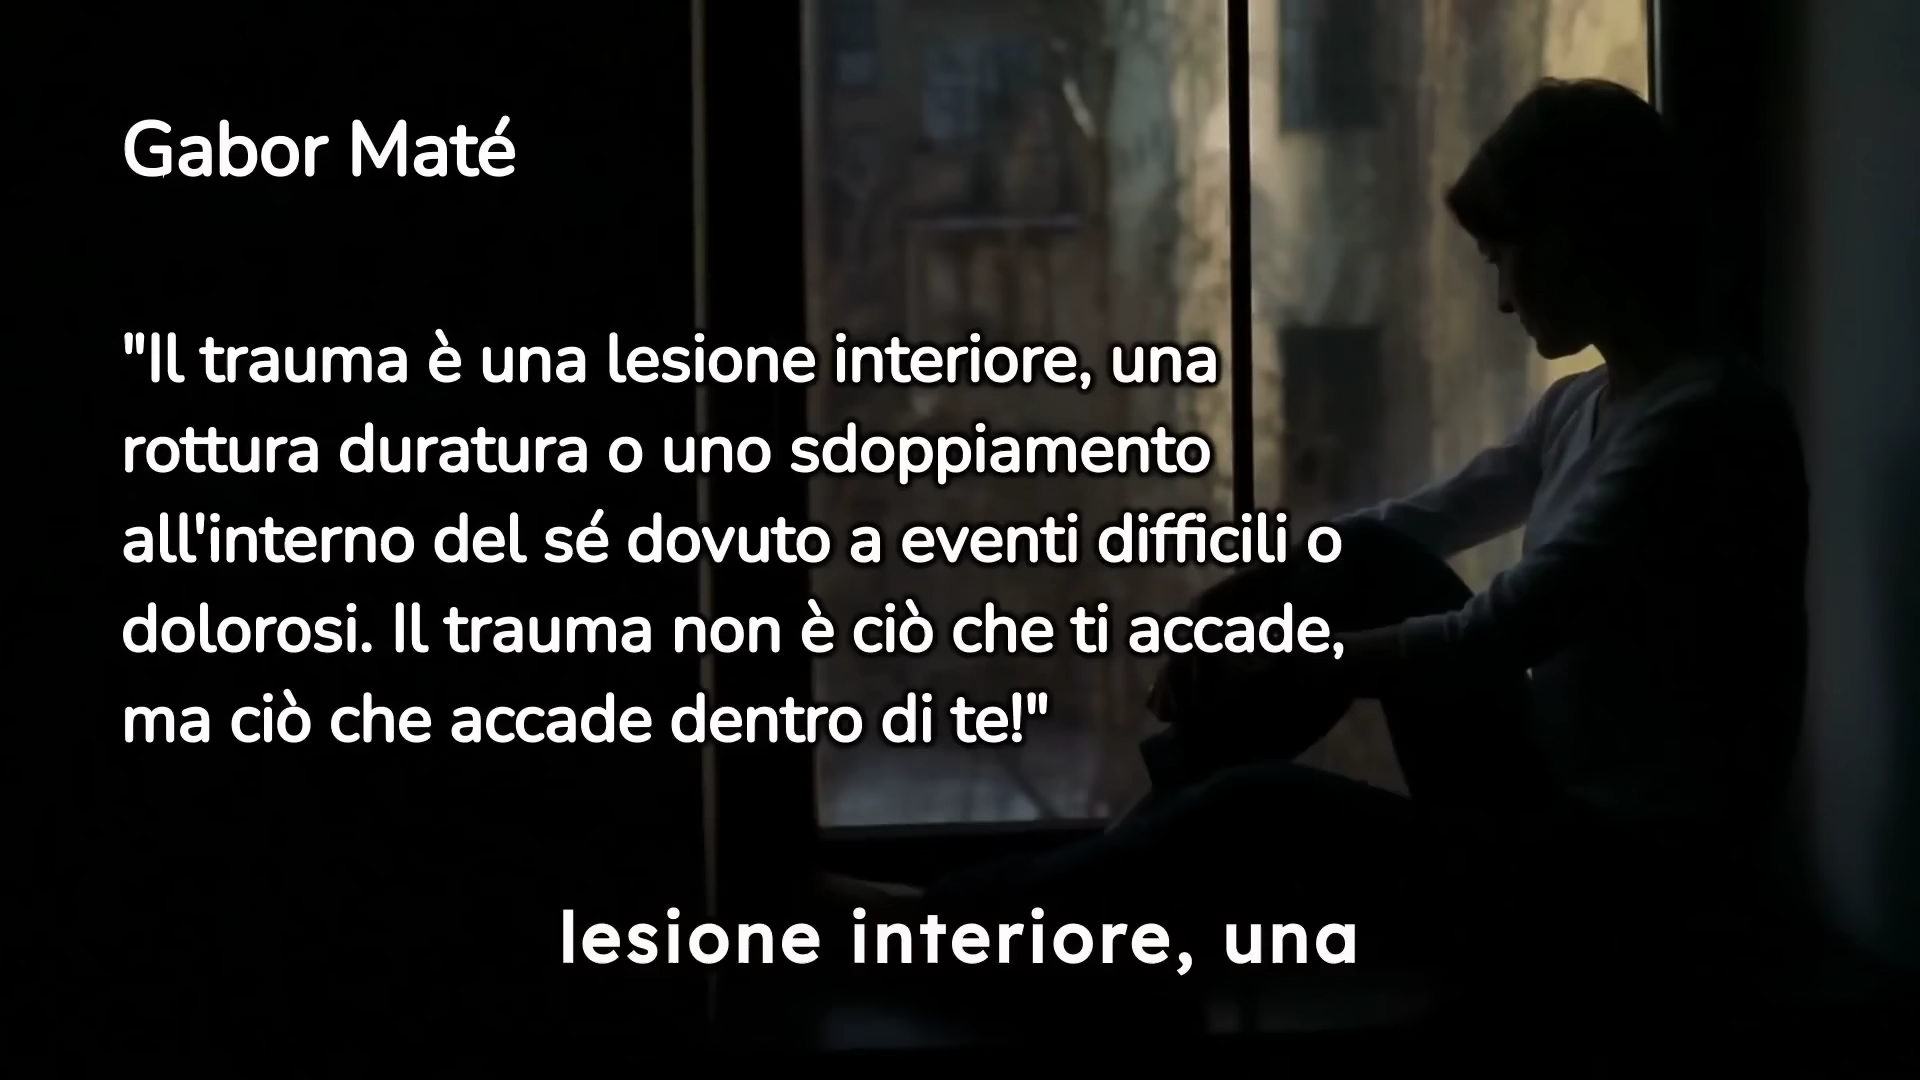 Gabor Maté
"Il trauma è una lesione interiore, una
rottura duratura o uno sdoppiamento
all'interno del sé dovuto a eventi difficili o
dolorosi. Il trauma non è ciò che ti accade,
ma ciò che accade dentro di te!"
lesione interiore, una